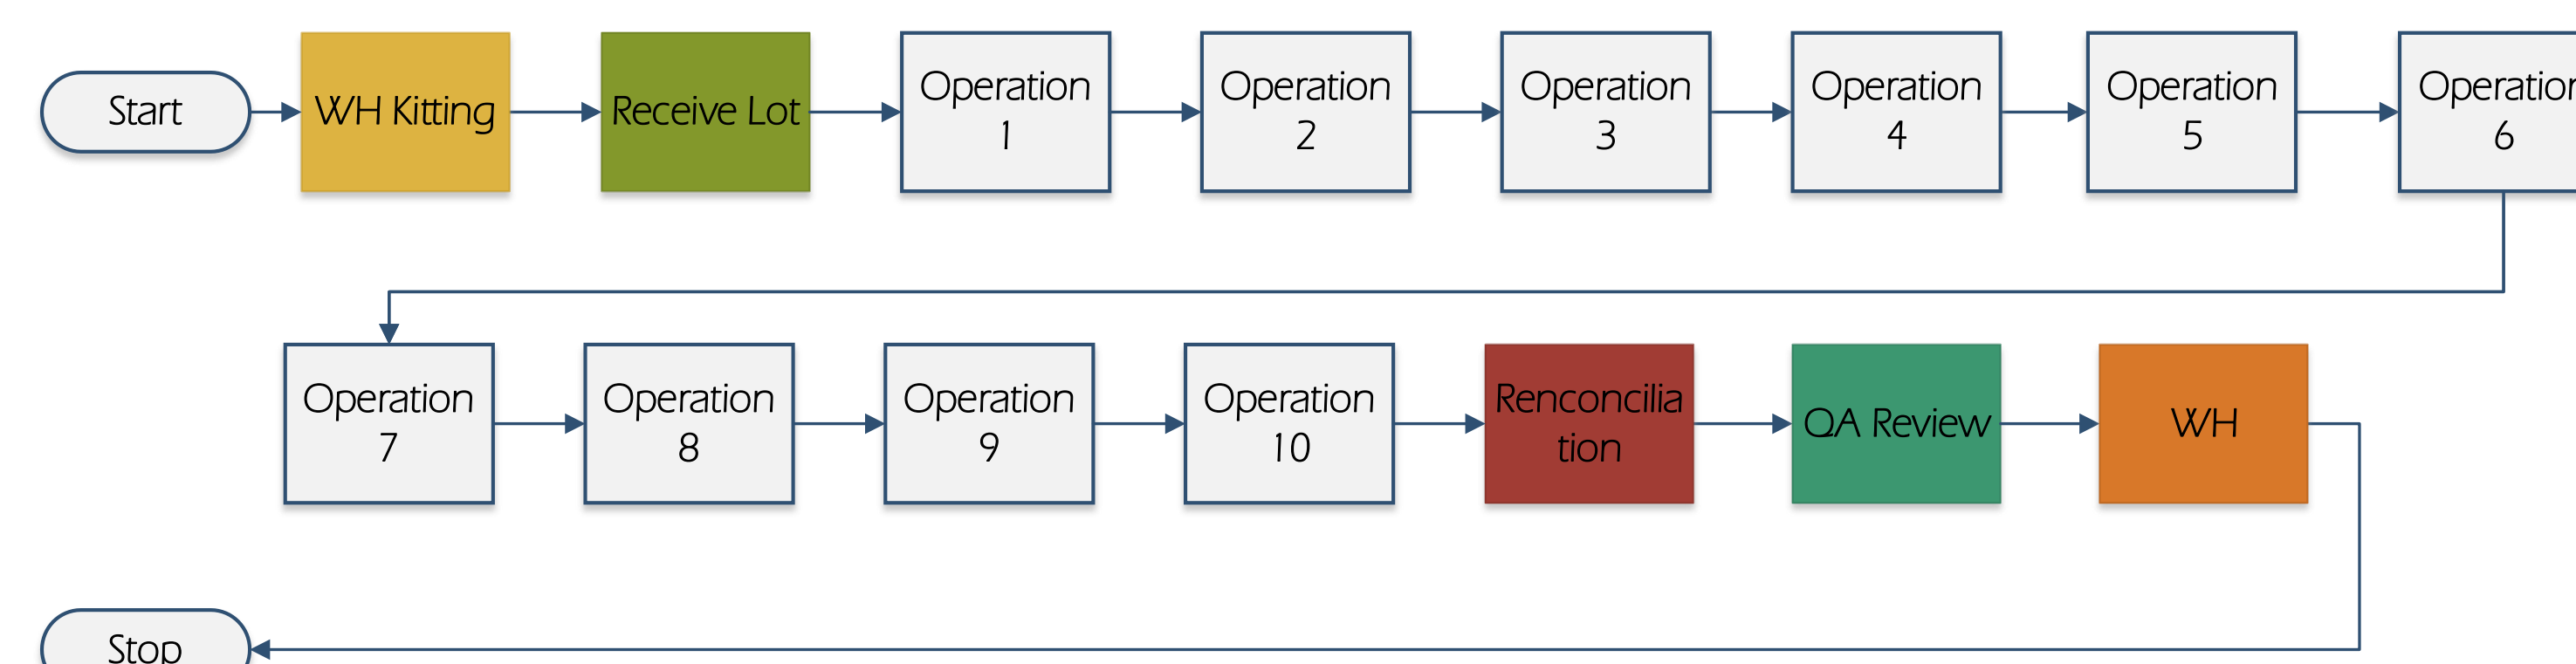 Start
WH Kitting
Receive Lot
Operation
1
Operation
2
Operation
3
Operation
4
Operation
5
Operation
6
Operation
7
Operation
8
Operation
9
Operation
10
Renconcilia
tion
QA Review
WH
Stop